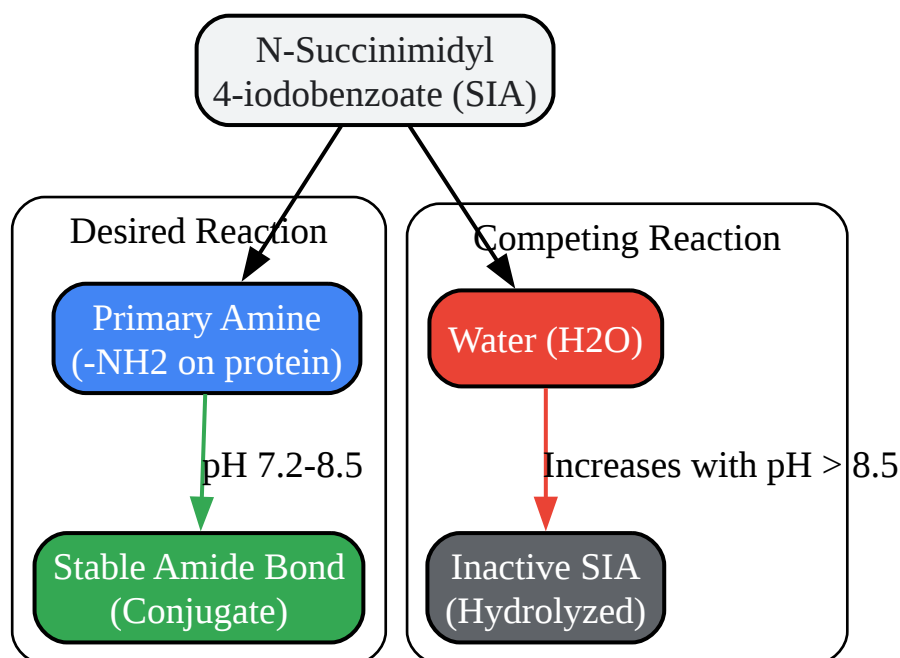 N-Succinimidyl
4-iodobenzoate (SIA)
Desired Reaction
Primary Amine
(-NH2 on protein)
pH 7.2-8.5
Stable Amide Bond
(Conjugate)
Competing Reaction
Water (H2O)
Increases with pH > 8.5
Inactive SIA
(Hydrolyzed)